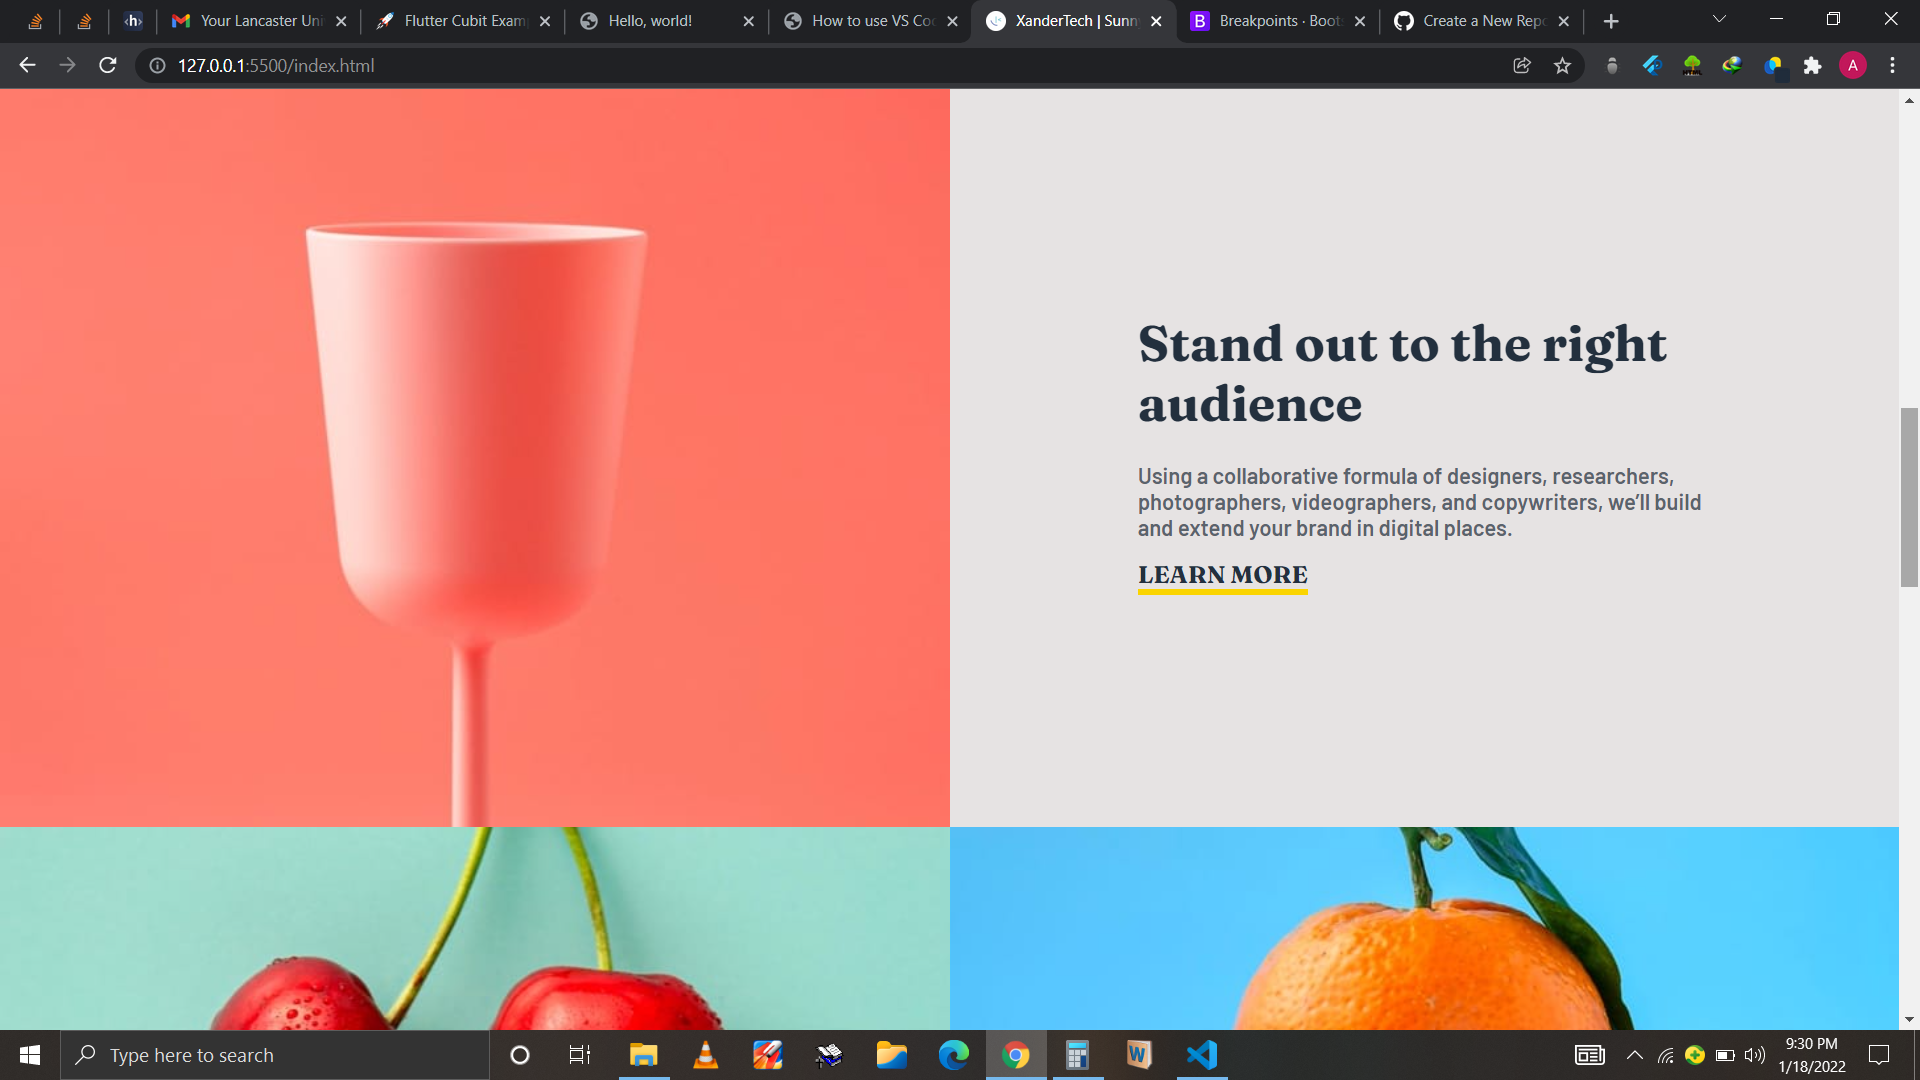 Your Lancaster Uni
Flutter Cubit Exam
Hello, world!
How to use VS Co
XanderTech | Sunn
B
Breakpoints · Boot
Create a New Repo
127.0.0.1:5500/index.html
A
Stand out to the right
audience
Using a collaborative formula of designers, researchers,
photographers, videographers, and copywriters, we’ll build
and extend your brand in digital places.
LEARN MORE
Type here to search
W
9:30 PM
1/18/2022